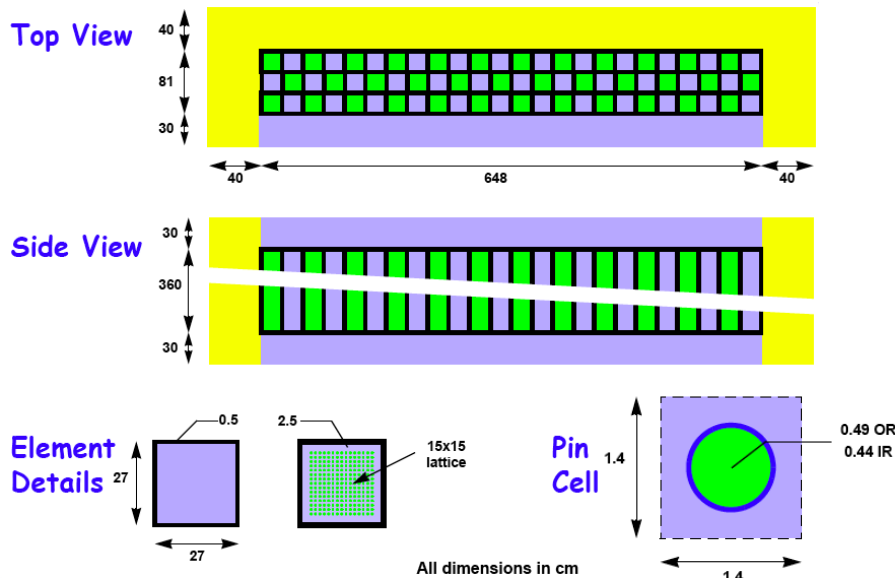 Top View
40
81
30
40
648
40
Side View
30
360
30
Element
Details
0.5
27
27
2.5
15x15
lattice
Pin
Cell
1.4
0.49 OR
0.44 IR
1.4
All dimensions in cm